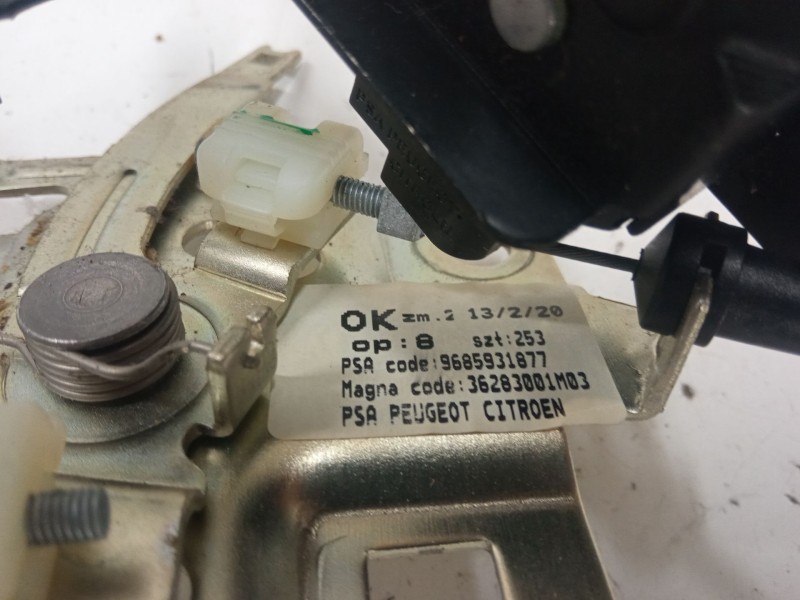 OK zm.2 13/2/20
op:8 szt:253
PSA code:9685931877
Magna code:36283001M03
PSA PEUGEOT CITROEN